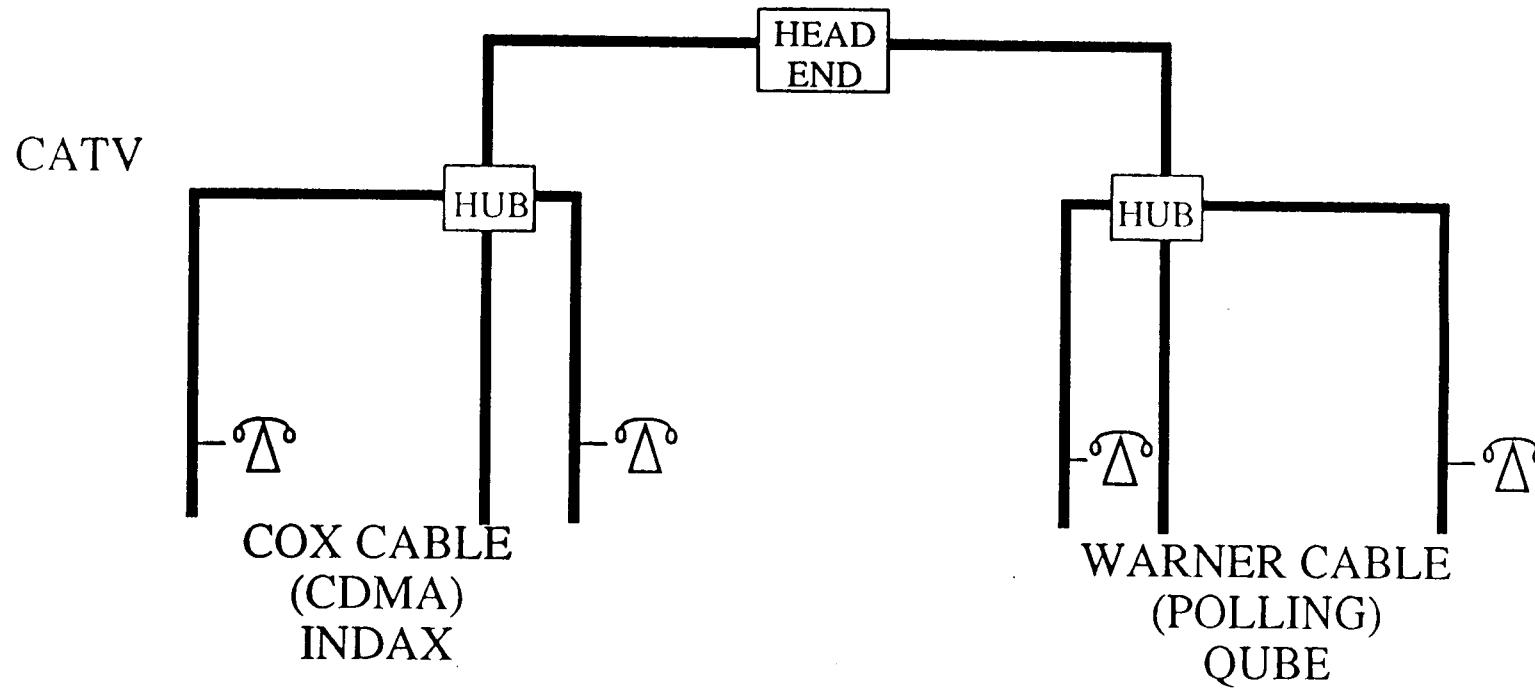 HEAD
END
CATV
HUB
HUB
COX CABLE
(CDMA)
INDAX
WARNER CABLE
(POLLING)
QUBE